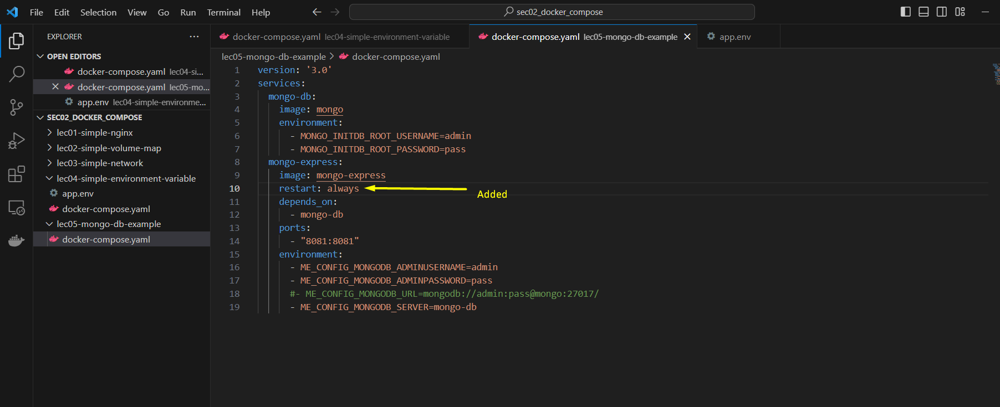 File Edit Selection View Go Run Terminal Help
sec02_docker_compose
EXPLORER
OPEN EDITORS
docker-compose.yaml lec04-si...
docker-compose.yaml lec05-mo...
app.env lec04-simple-environme...
SEC02_DOCKER_COMPOSE
lec01-simple-nginx
lec02-simple-volume-map
lec03-simple-network
lec04-simple-environment-variable
app.env
docker-compose.yaml
lec05-mongo-db-example
docker-compose.yaml
docker-compose.yaml lec04-simple-environment-variable
docker-compose.yaml lec05-mongo-db-example
app.env
lec05-mongo-db-example > docker-compose.yaml
1 version: '3.0'
2 services:
3 mongo-db:
4 image: mongo
5 environment:
6 - MONGO_INITDB_ROOT_USERNAME=admin
7 - MONGO_INITDB_ROOT_PASSWORD=pass
8 mongo-express:
9 image: mongo-express
10 restart: always
Added
11 depends_on:
12 - mongo-db
13 ports:
14 - "8081:8081"
15 environment:
16 - ME_CONFIG_MONGODB_ADMINUSERNAME=admin
17 - ME_CONFIG_MONGODB_ADMINPASSWORD=pass
18 #- ME_CONFIG_MONGODB_URL=mongodb://admin:pass@mongo:27017/
19 - ME_CONFIG_MONGODB_SERVER=mongo-db